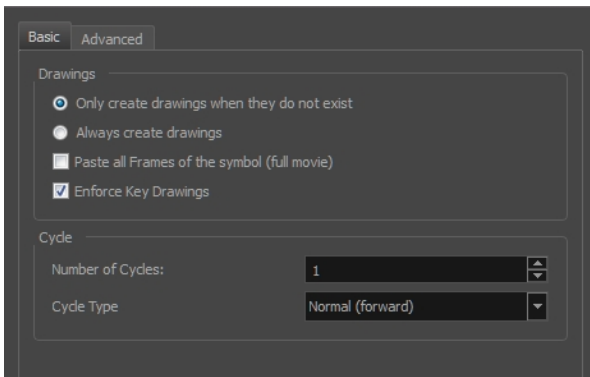 Basic
Advanced
Drawings
Only create drawings when they do not exist
Always create drawings
Paste all Frames of the symbol (full movie)
Enforce Key Drawings
Cycle
Number of Cycles:
1
Cycle Type
Normal (forward)